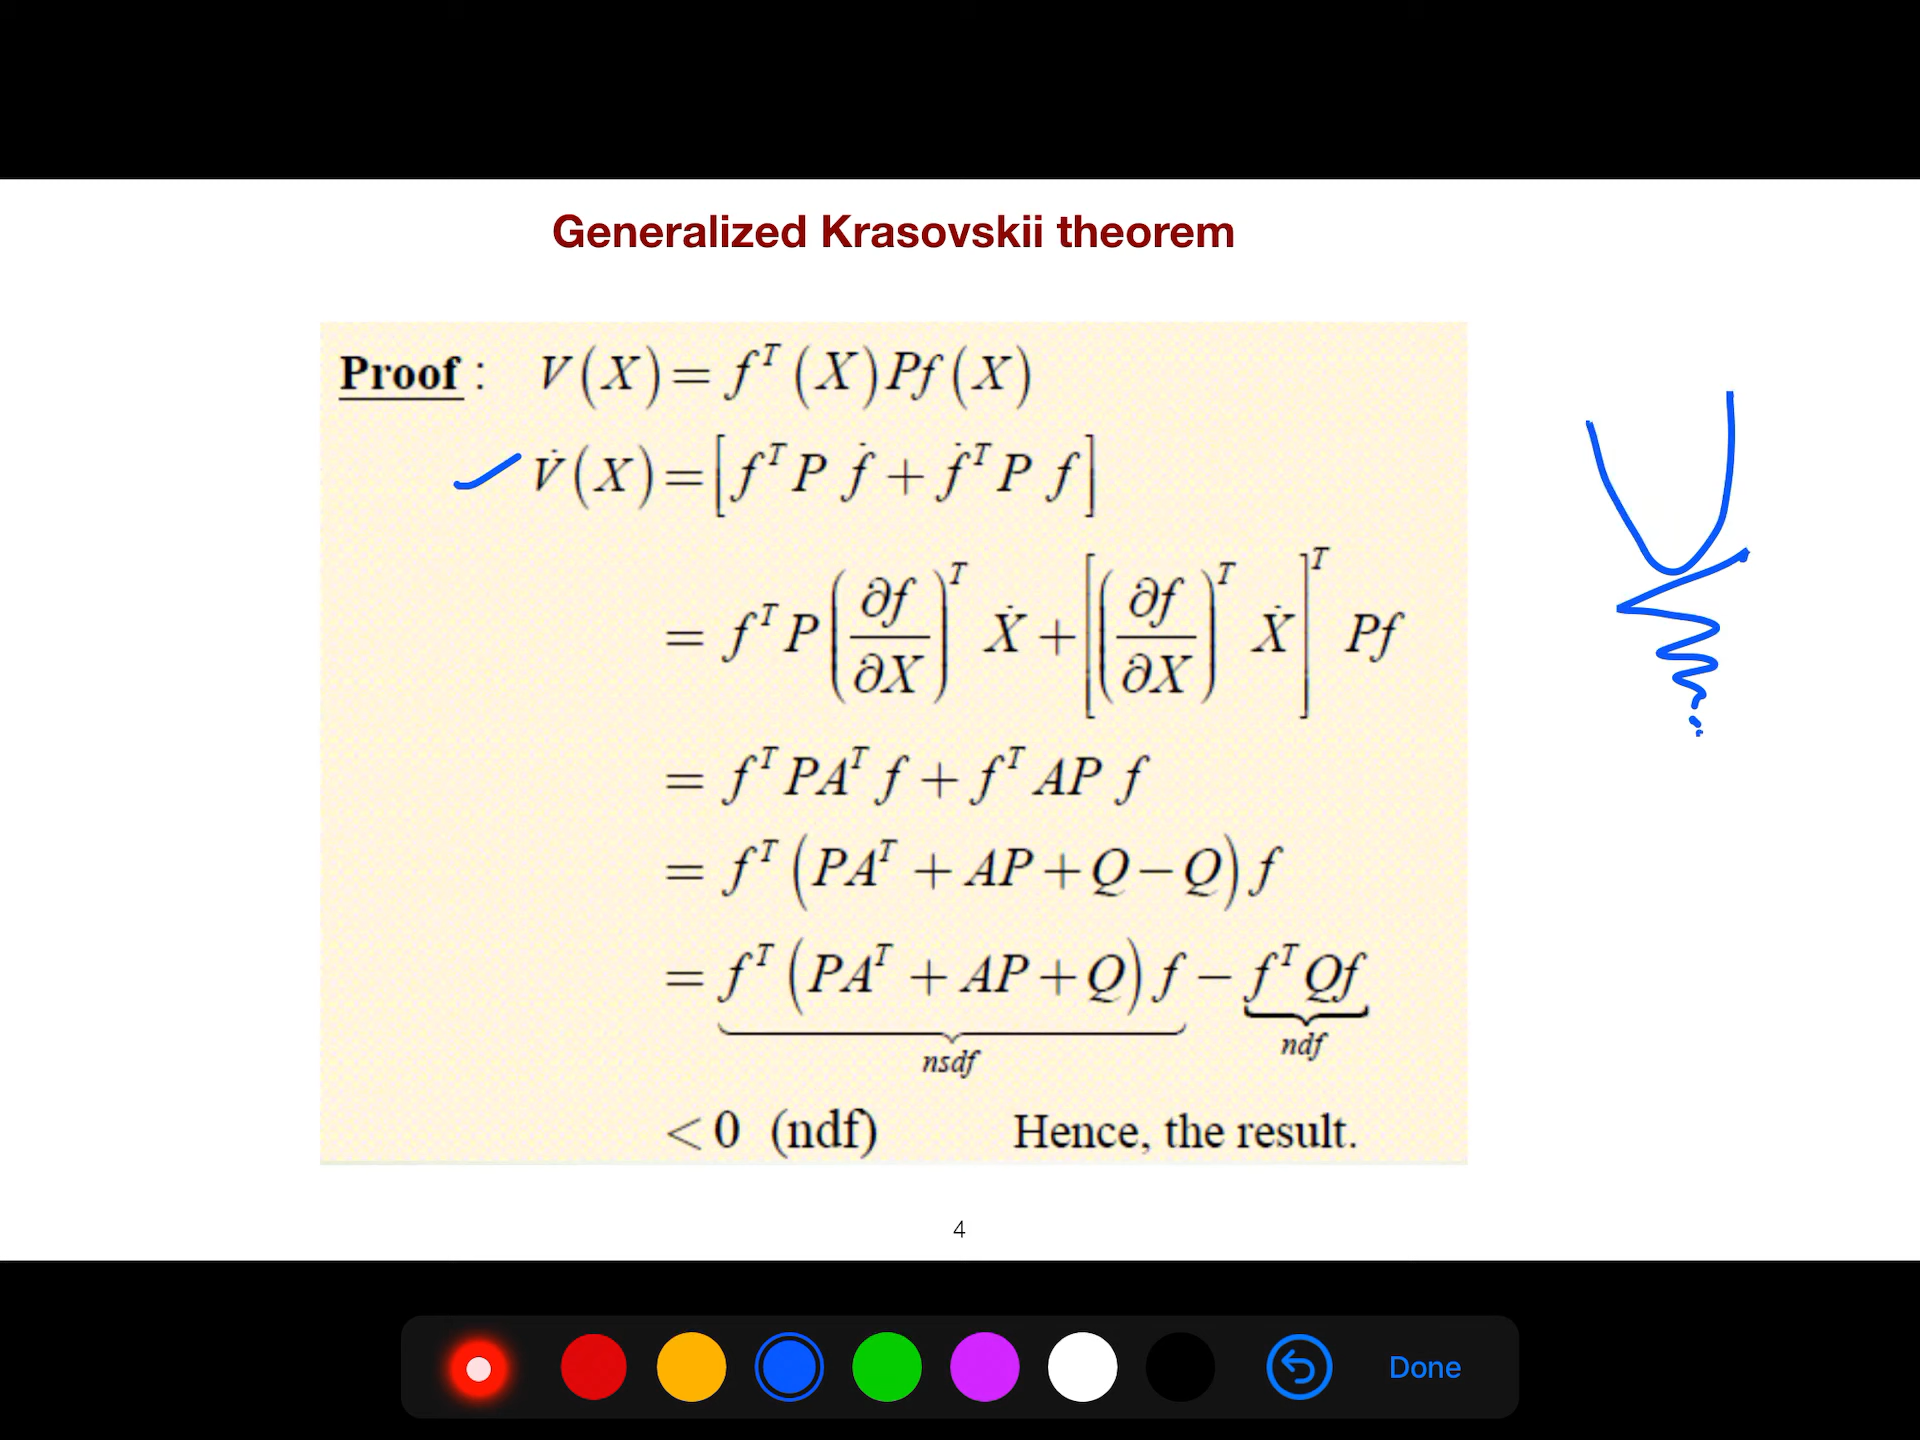 Generalized Krasovskii theorem
Proof : V(X) = f^T (X) P f (X)
V̇(X) = [f^T P ḟ + ḟ^T P f]
= f^T P (∂f/∂X)^T Ẋ + [(∂f/∂X)^T Ẋ]^T Pf
= f^T PA^T f + f^T AP f
= f^T (PA^T + AP + Q − Q) f
= f^T (PA^T + AP + Q) f − f^T Qf
nsdf ndf
< 0 (ndf) Hence, the result.
4
Done